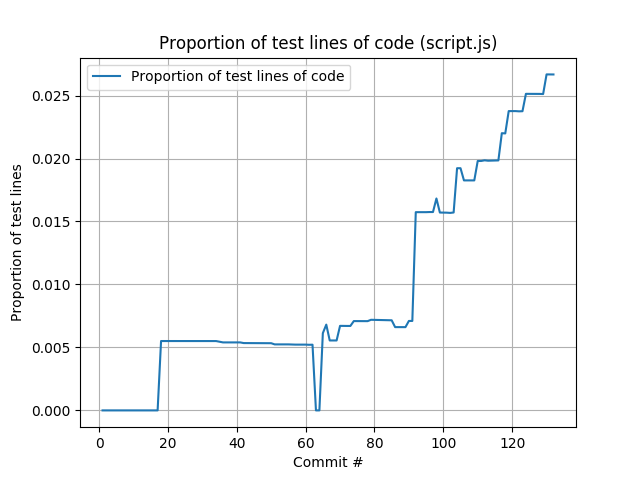 Proportion of test lines of code (script.js)
Proportion of test lines of code
Proportion of test lines
0.025
0.020
0.015
0.010
0.005
0.000
0 20 40 60 80 100 120
Commit #